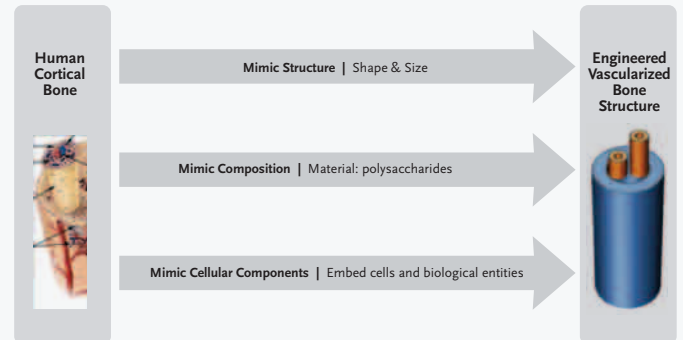 Human
Cortical
Bone
Mimic Structure | Shape & Size
Mimic Composition | Material: polysaccharides
Mimic Cellular Components | Embed cells and biological entities
Engineered
Vascularized
Bone
Structure